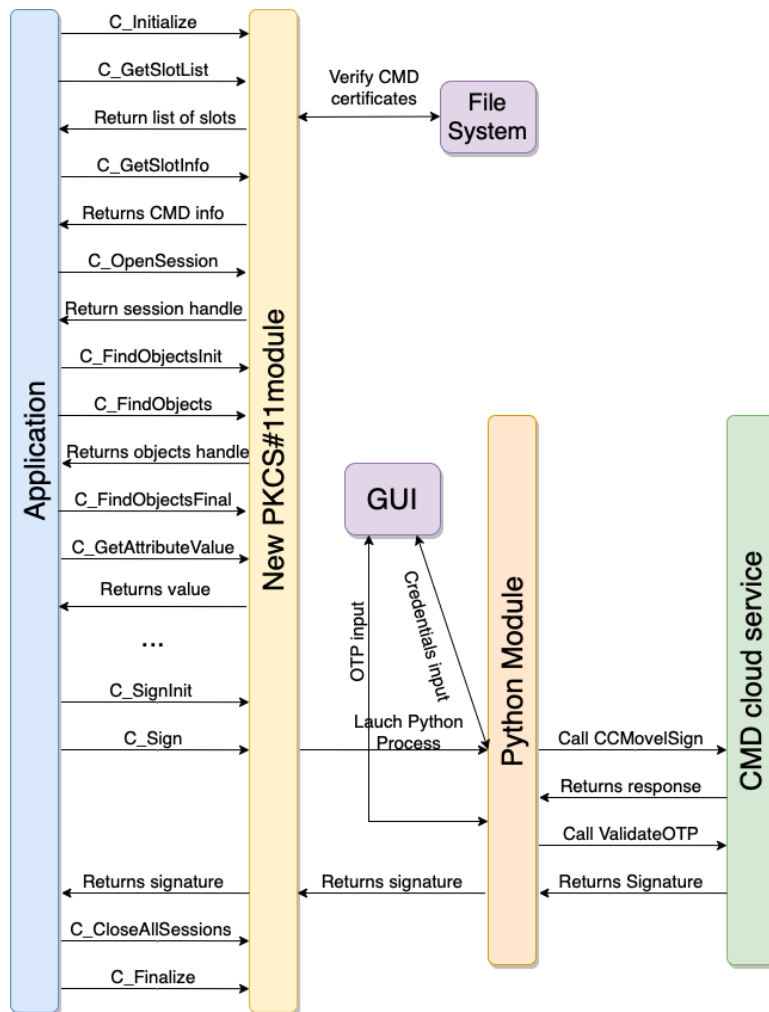 C_Initialize
C_GetSlotList
Verify CMD
certificates
File
System
Return list of slots
C_GetSlotInfo
Returns CMD info
C_OpenSession
Return session handle
C_FindObjectsInit
C_FindObjects
Returns objects handle
C_FindObjectsFinal
C_GetAttributeValue
Returns value
...
C_SignInit
C_Sign
Application
New PKCS#11module
GUI
OTP input
Credentials input
Lauch Python
Process
Python Module
CMD cloud service
Call CCMovelSign
Returns response
Call ValidateOTP
Returns signature
Returns signature
Returns Signature
C_CloseAllSessions
C_Finalize